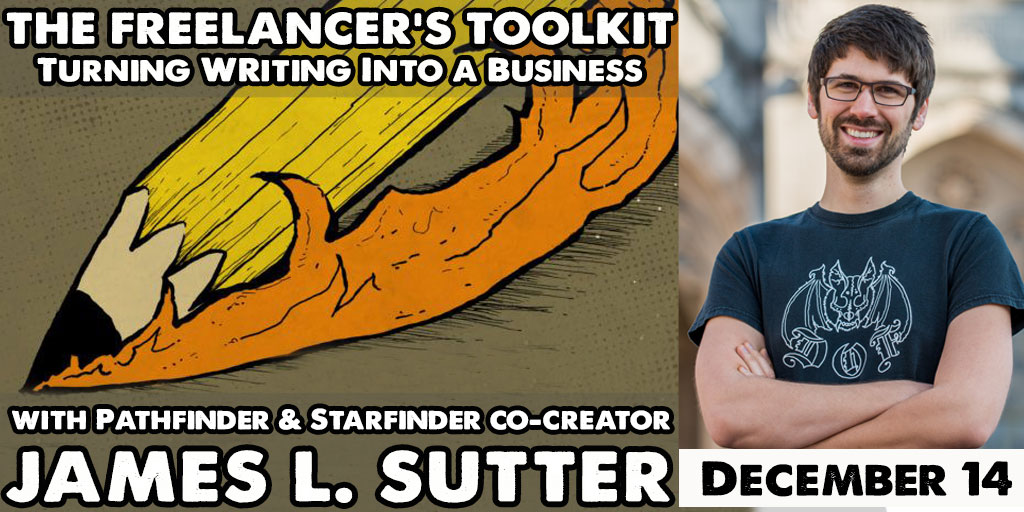 THE FREELANCER'S TOOLKIT
TURNING WRITING INTO A BUSINESS
WITH PATHFINDER & STARFINDER CO-CREATOR
JAMES L. SUTTER
DECEMBER 14